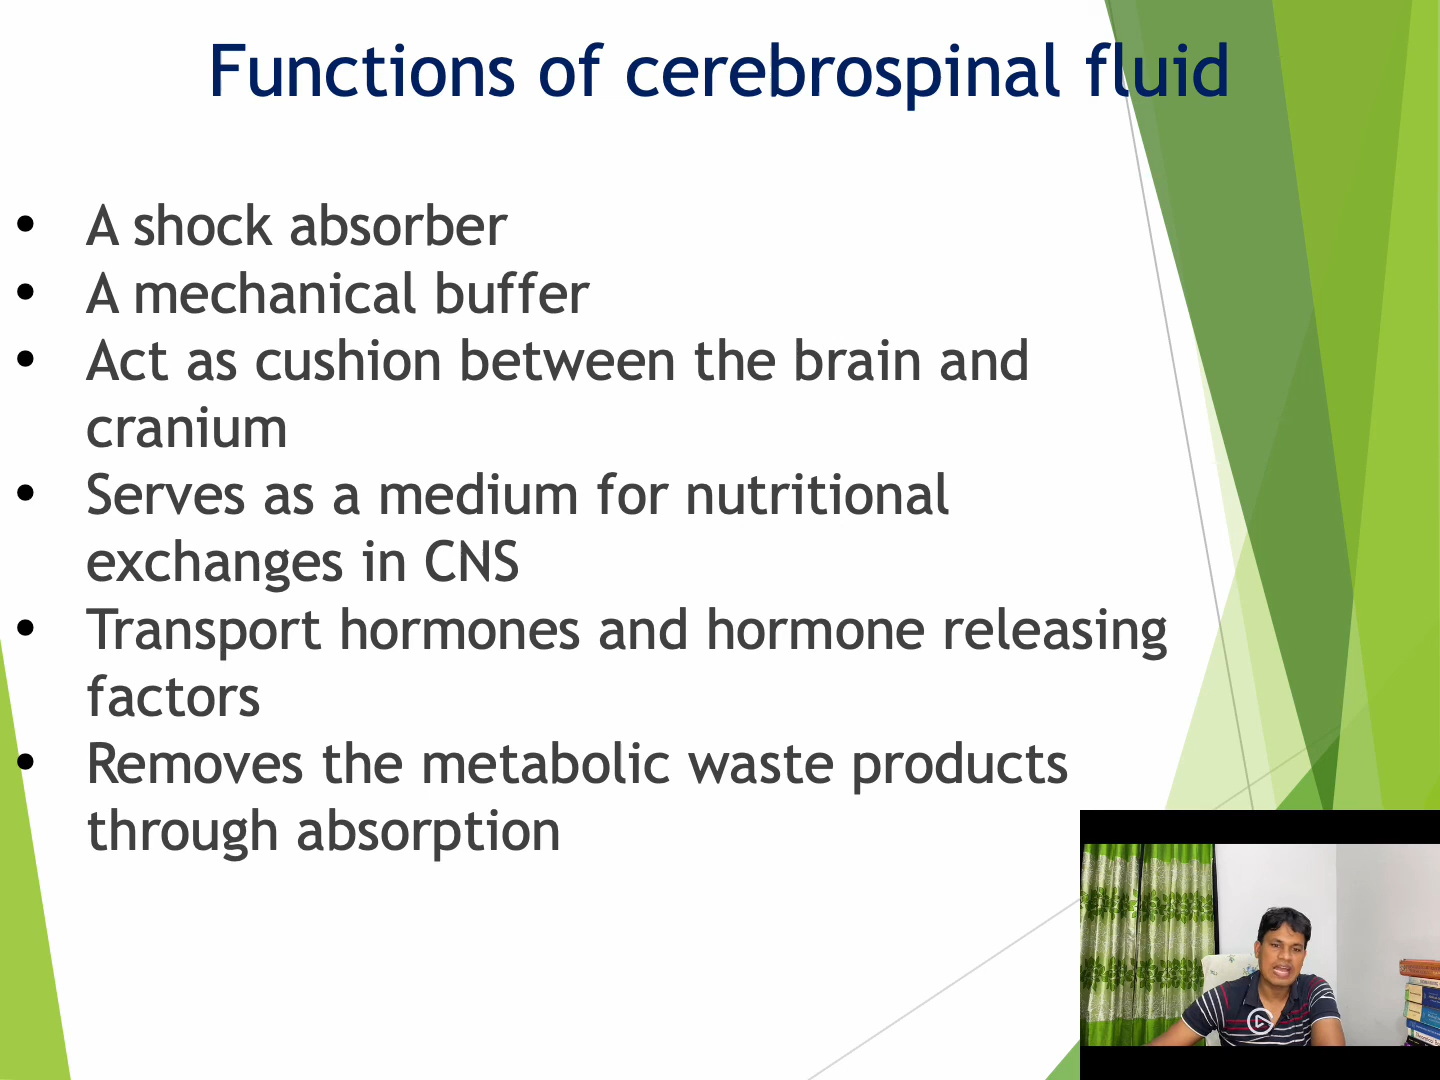 Functions of cerebrospinal fluid
• A shock absorber
• A mechanical buffer
• Act as cushion between the brain and
cranium
• Serves as a medium for nutritional
exchanges in CNS
• Transport hormones and hormone releasing
factors
• Removes the metabolic waste products
through absorption